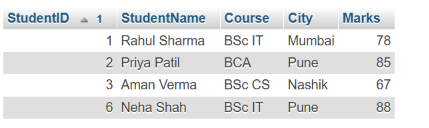 StudentID 1 StudentName Course City Marks
1 Rahul Sharma BSc IT Mumbai 78
2 Priya Patil BCA Pune 85
3 Aman Verma BSc CS Nashik 67
6 Neha Shah BSc IT Pune 88